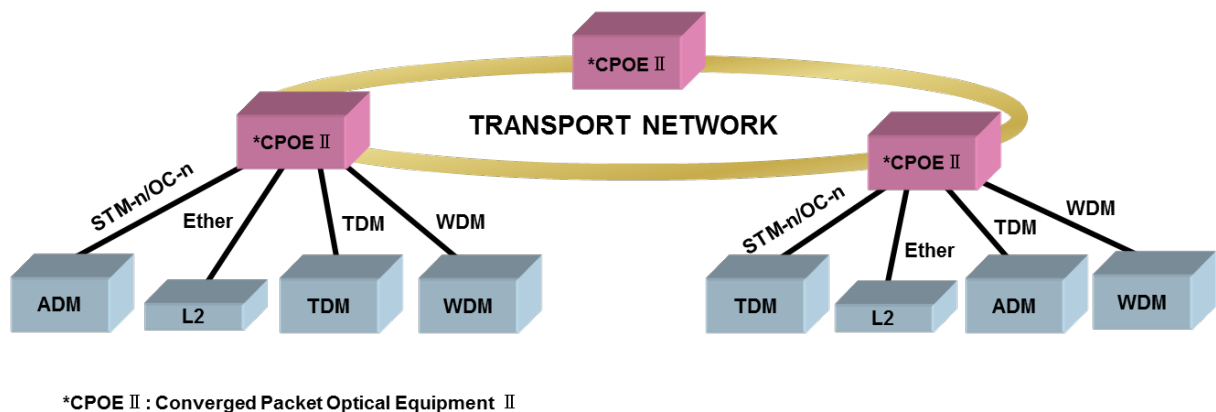 *CPOE Ⅱ
TRANSPORT NETWORK
*CPOE Ⅱ
*CPOE Ⅱ
STM-n/OC-n
Ether
TDM
WDM
ADM
L2
TDM
WDM
STM-n/OC-n
Ether
TDM
WDM
TDM
L2
ADM
WDM
*CPOE Ⅱ : Converged Packet Optical Equipment Ⅱ